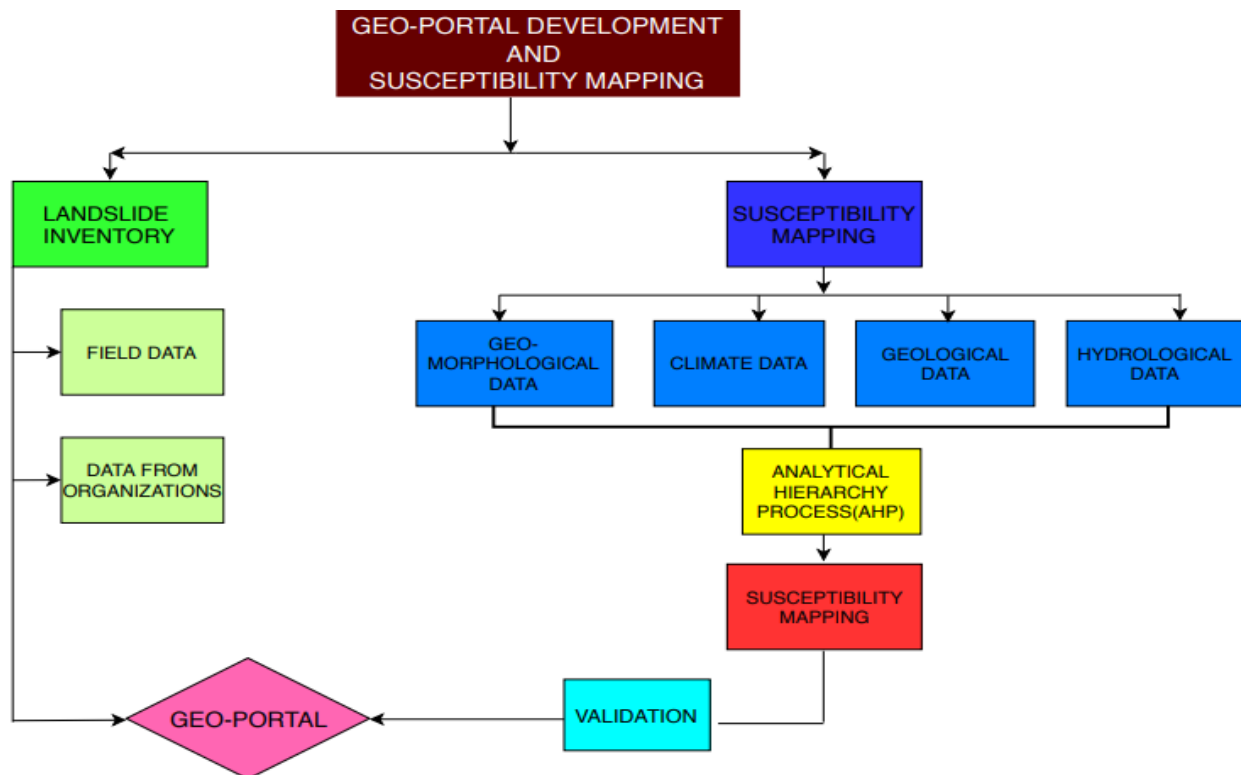 GEO-PORTAL DEVELOPMENT
AND
SUSCEPTIBILITY MAPPING
LANDSLIDE
INVENTORY
SUSCEPTIBILITY
MAPPING
FIELD DATA
GEO-
MORPHOLOGICAL
DATA
CLIMATE DATA
GEOLOGICAL
DATA
HYDROLOGICAL
DATA
DATA FROM
ORGANIZATIONS
ANALYTICAL
HIERARCHY
PROCESS(AHP)
SUSCEPTIBILITY
MAPPING
GEO-PORTAL
VALIDATION